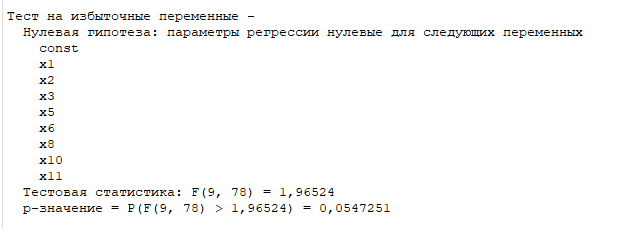 Тест на избыточные переменные -
Нулевая гипотеза: параметры регрессии нулевые для следующих переменных
const
x1
x2
x3
x5
x6
x8
x10
x11
Тестовая статистика: F(9, 78) = 1,96524
p-значение = P(F(9, 78) > 1,96524) = 0,0547251